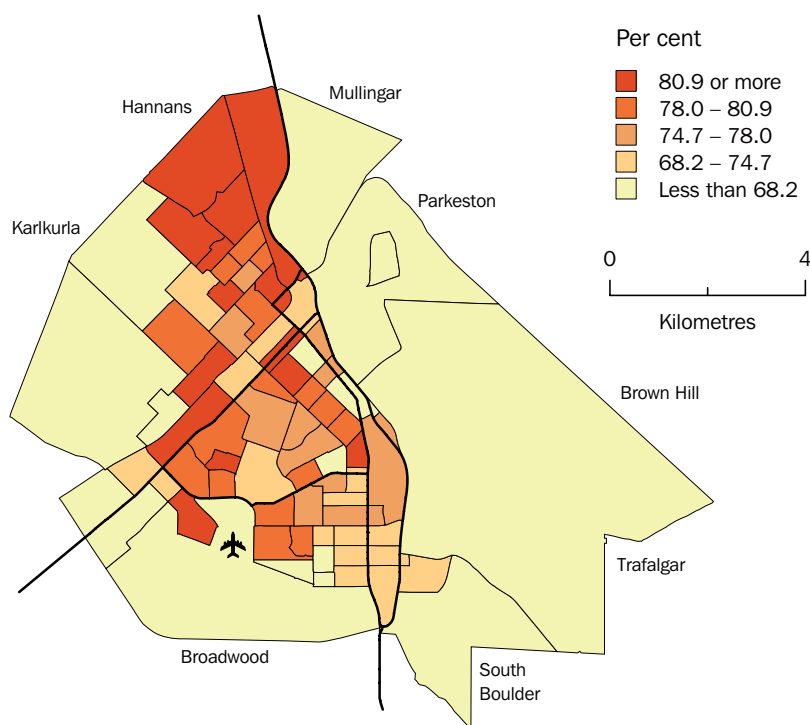 Per cent
80.9 or more
78.0 – 80.9
74.7 – 78.0
68.2 – 74.7
Less than 68.2
0 4
Kilometres
Mullingar
Hannans
Parkeston
Karlkurla
Brown Hill
Trafalgar
Broadwood
South
Boulder